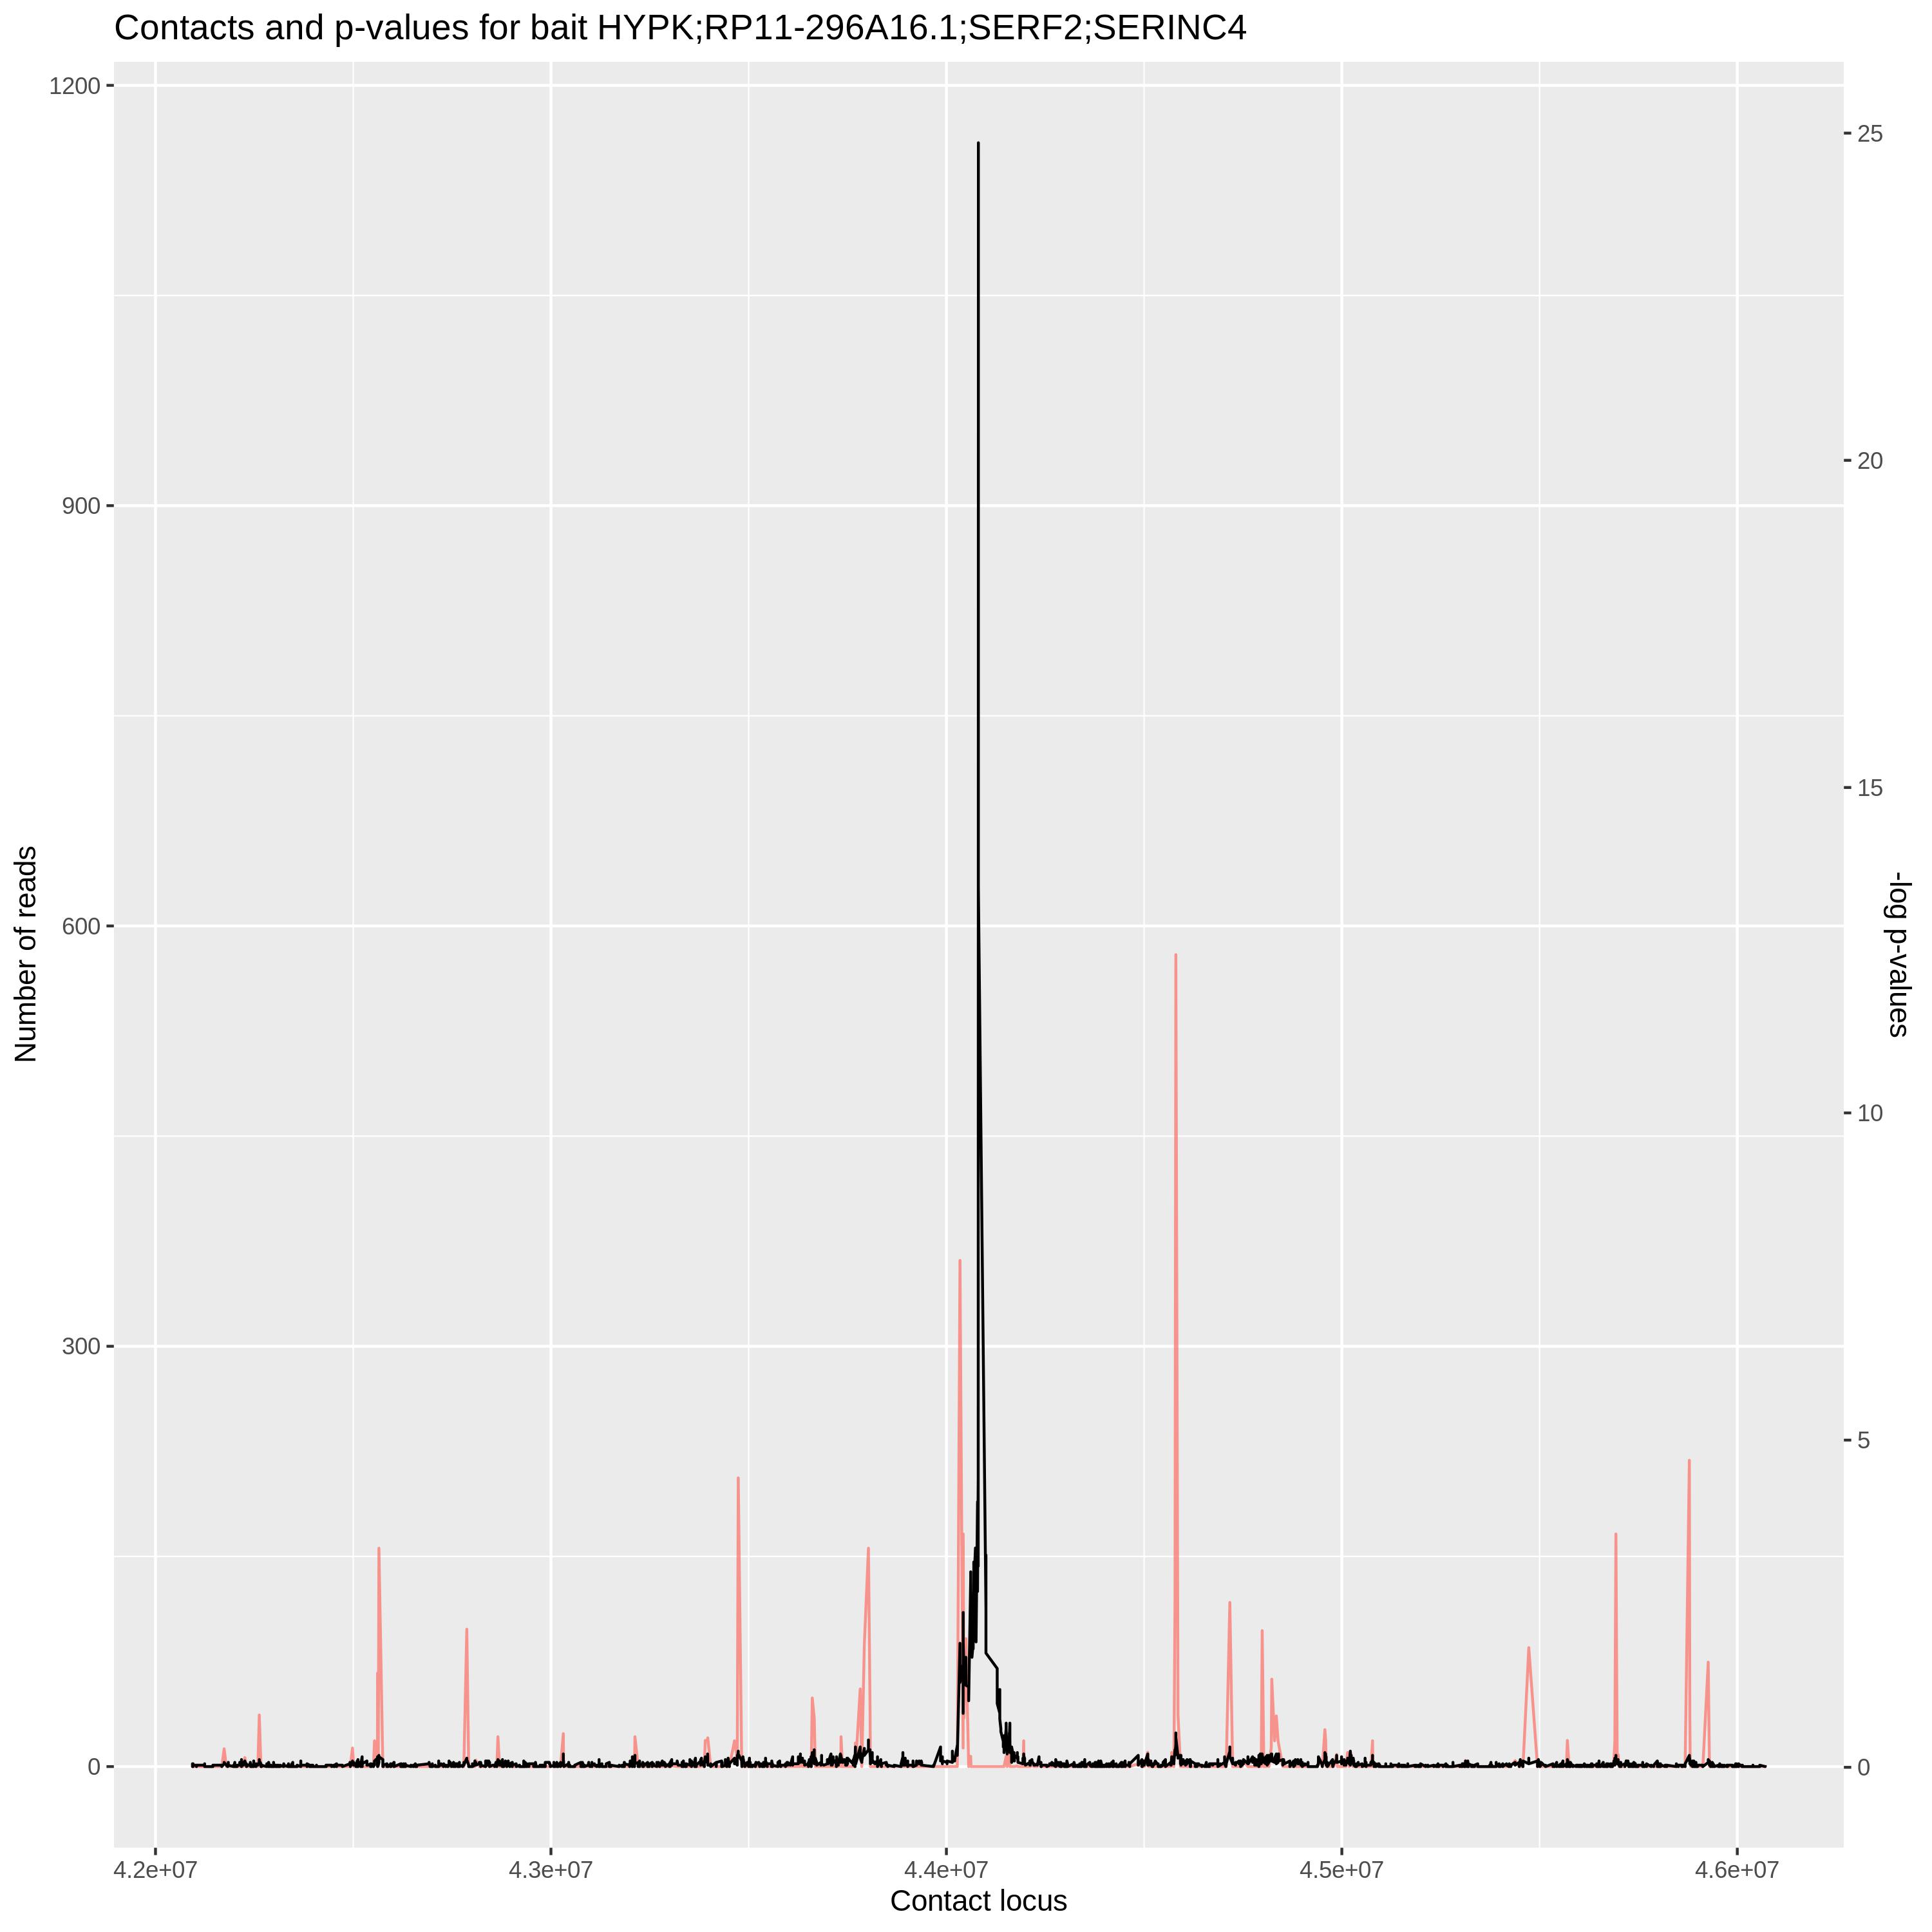 Contacts and p-values for bait HYPK;RP11-296A16.1;SERF2;SERINC4
1200
900
600
300
0
Number of reads
25
20
15
10
5
0
-log p-values
4.2e+07
4.3e+07
4.4e+07
4.5e+07
4.6e+07
Contact locus